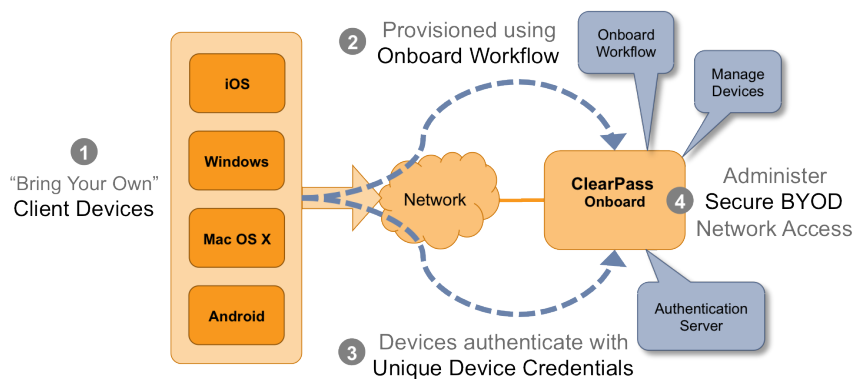 1
“Bring Your Own”
Client Devices
iOS
Windows
Mac OS X
Android
2
Provisioned using
Onboard Workflow
Network
3
Devices authenticate with
Unique Device Credentials
Onboard
Workflow
Manage
Devices
ClearPass
Onboard
4
Administer
Secure BYOD
Network Access
Authentication
Server